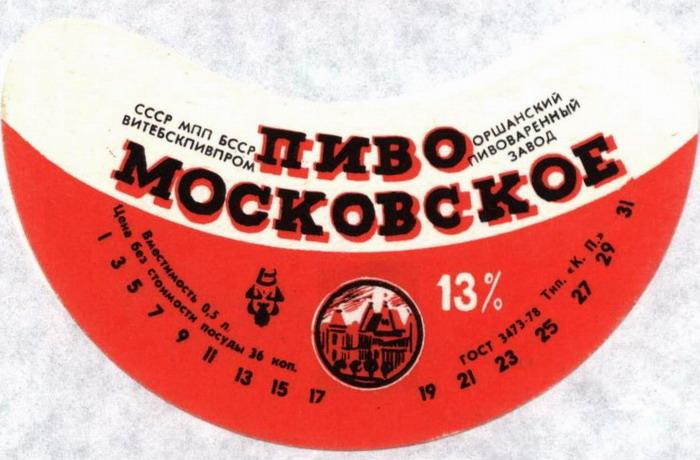 СССР МПП БССР
ВИТЕБСКПИВПРОМ
ПИВО
ОРШАНСКИЙ
ПИВОВАРЕННЫЙ
ЗАВОД
МОСКОВСКОЕ
Вместимость 0,5 л.
Цена без стоимости посуды 36 коп.
13%
СССР
ГОСТ 3473-78 Тип. «К. П.»
1 3 5 7 9 11 13 15 17 19 21 23 25 27 29 31